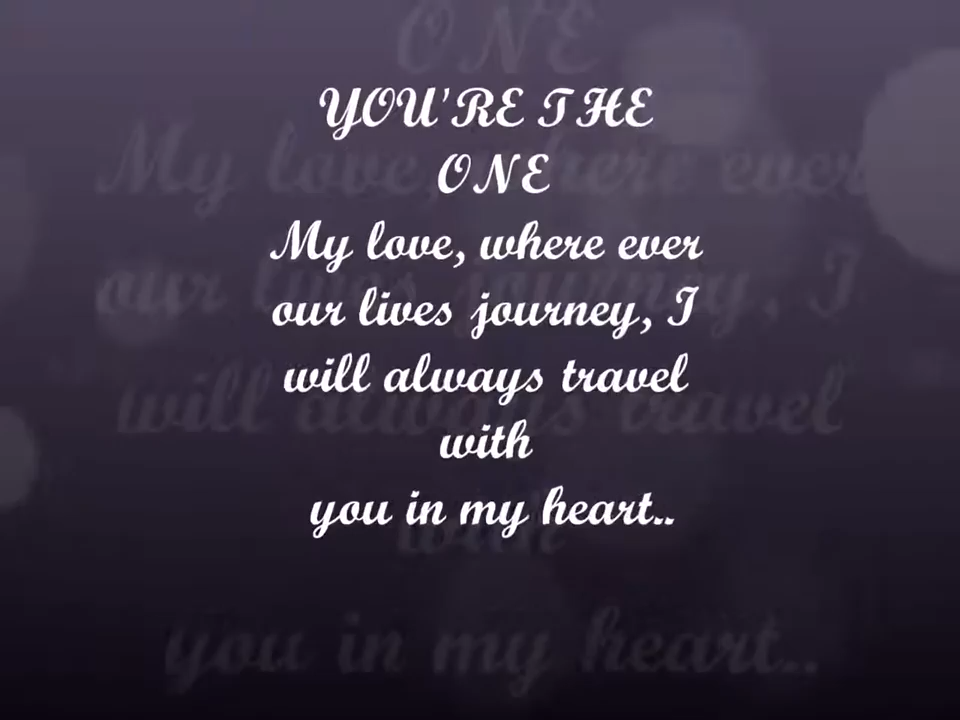 YOU'RE THE
ONE
My love, where ever
our lives journey, I
will always travel
with
you in my heart..